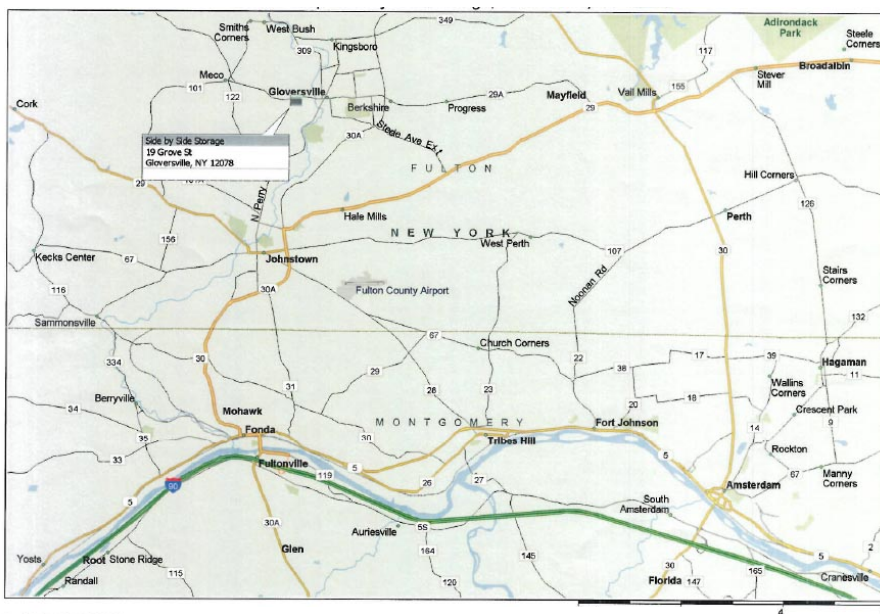 349
Adirondack
Park
Smiths
Corners
West Bush
Kingsboro
309
117
Steele
Corners
Meco
101
122
Gloversville
Berkshire
Progress
29A
Mayfield
29
Vail Mills
155
Stever
Mill
Broadalbin
Cork
Side by Side Storage
19 Grove St
Gloversville, NY 12078
30A
FULTON
29
N Perry
Hale Mills
Hill Corners
126
Perth
156
NEW YORK
West Perth
107
30
Kecks Center
67
Johnstown
Noonan Rd
116
30A
Fulton County Airport
Stairs
Corners
Sammonsville
67
132
334
30
Church Corners
22
38
17
39
Hagaman
29
11
Wallins
Corners
31
28
23
18
Berryville
34
20
Crescent Park
Mohawk
MONTGOMERY
Fort Johnson
14
9
Fonda
30
Tribes Hill
35
Rockton
33
Fultonville
5
5
67
Manny
Corners
119
27
90
26
Amsterdam
5
South
Amsterdam
30A
Auriesville
5S
Yosts
Root
Stone Ridge
Glen
164
145
5
2
Randall
115
120
30
147
165
Florida
Cranesville
4